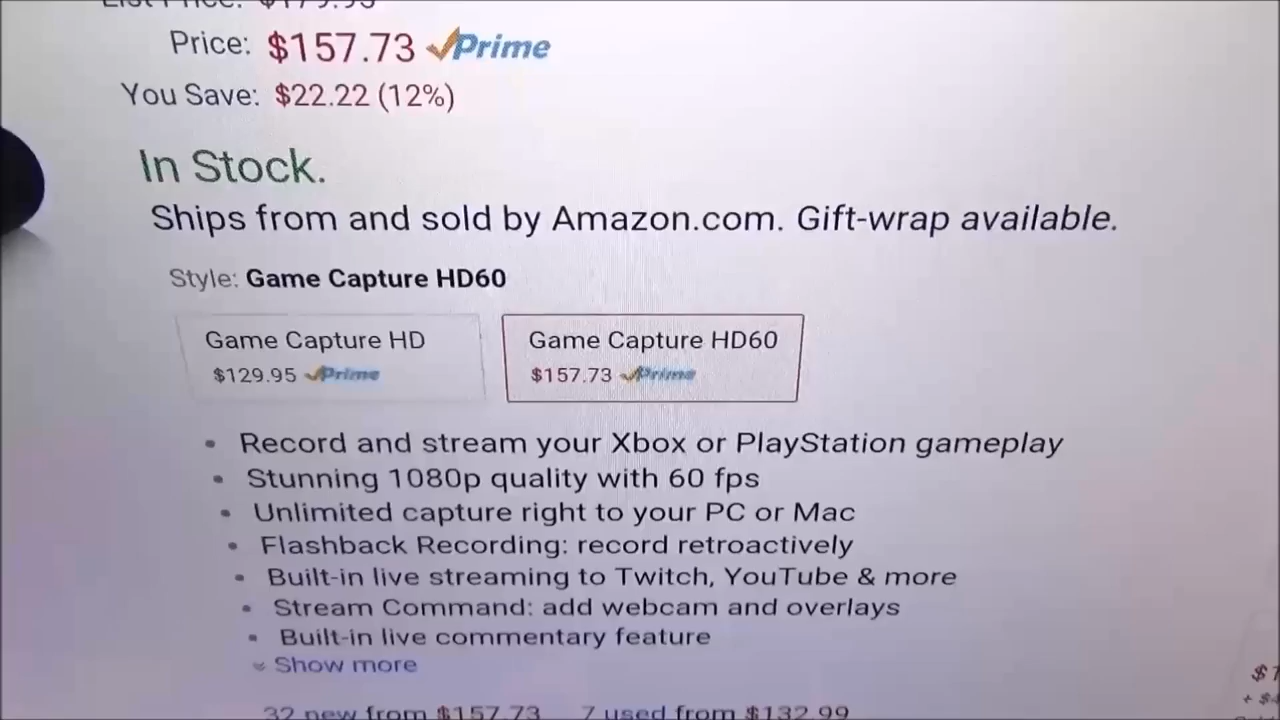 List Price: $179.95
Price: $157.73 Prime
You Save: $22.22 (12%)
In Stock.
Ships from and sold by Amazon.com. Gift-wrap available.
Style: Game Capture HD60
Game Capture HD
$129.95 Prime
Game Capture HD60
$157.73 Prime
• Record and stream your Xbox or PlayStation gameplay
• Stunning 1080p quality with 60 fps
• Unlimited capture right to your PC or Mac
• Flashback Recording: record retroactively
• Built-in live streaming to Twitch, YouTube & more
• Stream Command: add webcam and overlays
• Built-in live commentary feature
Show more
32 new from $157.73 7 used from $132.99